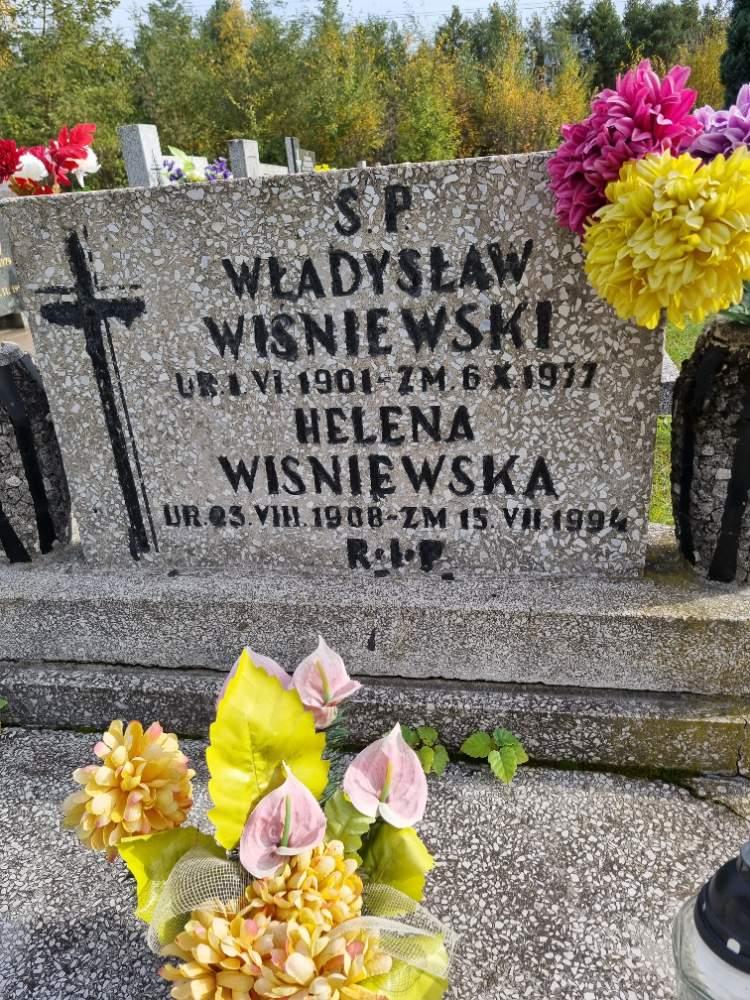 S.P.
WŁADYSŁAW
WIŚNIEWSKI
UR.1.VI.1901-ZM.6 X 1977
HELENA
WIŚNIEWSKA
UR.23.VIII.1908-ZM 15.VII.1994
R.I.P.